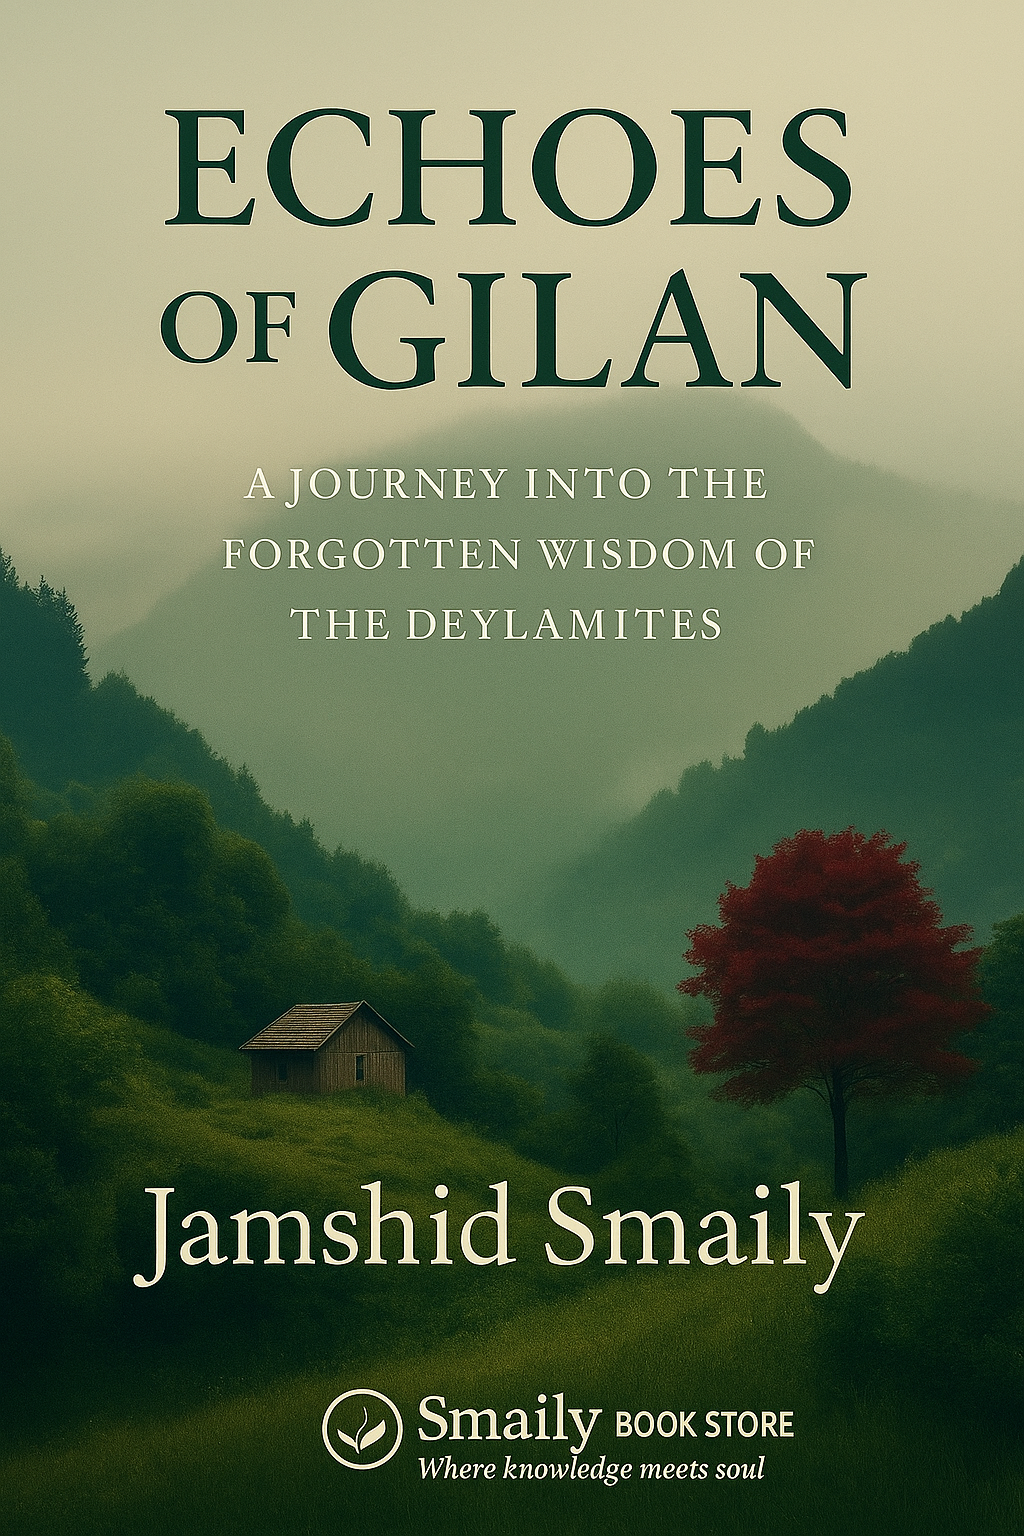 ECHOES
OF GILAN
A JOURNEY INTO THE
FORGOTTEN WISDOM OF
THE DEYLAMITES
Jamshid Smaily
Smaily BOOK STORE
Where knowledge meets soul